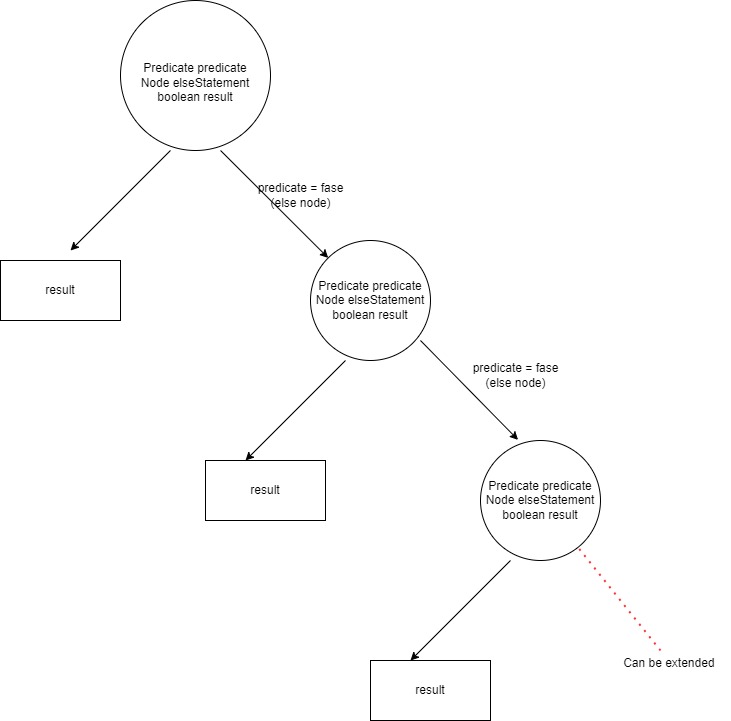 Predicate predicate
Node elseStatement
boolean result
predicate = fase
(else node)
result
Predicate predicate
Node elseStatement
boolean result
predicate = fase
(else node)
result
Predicate predicate
Node elseStatement
boolean result
Can be extended
result